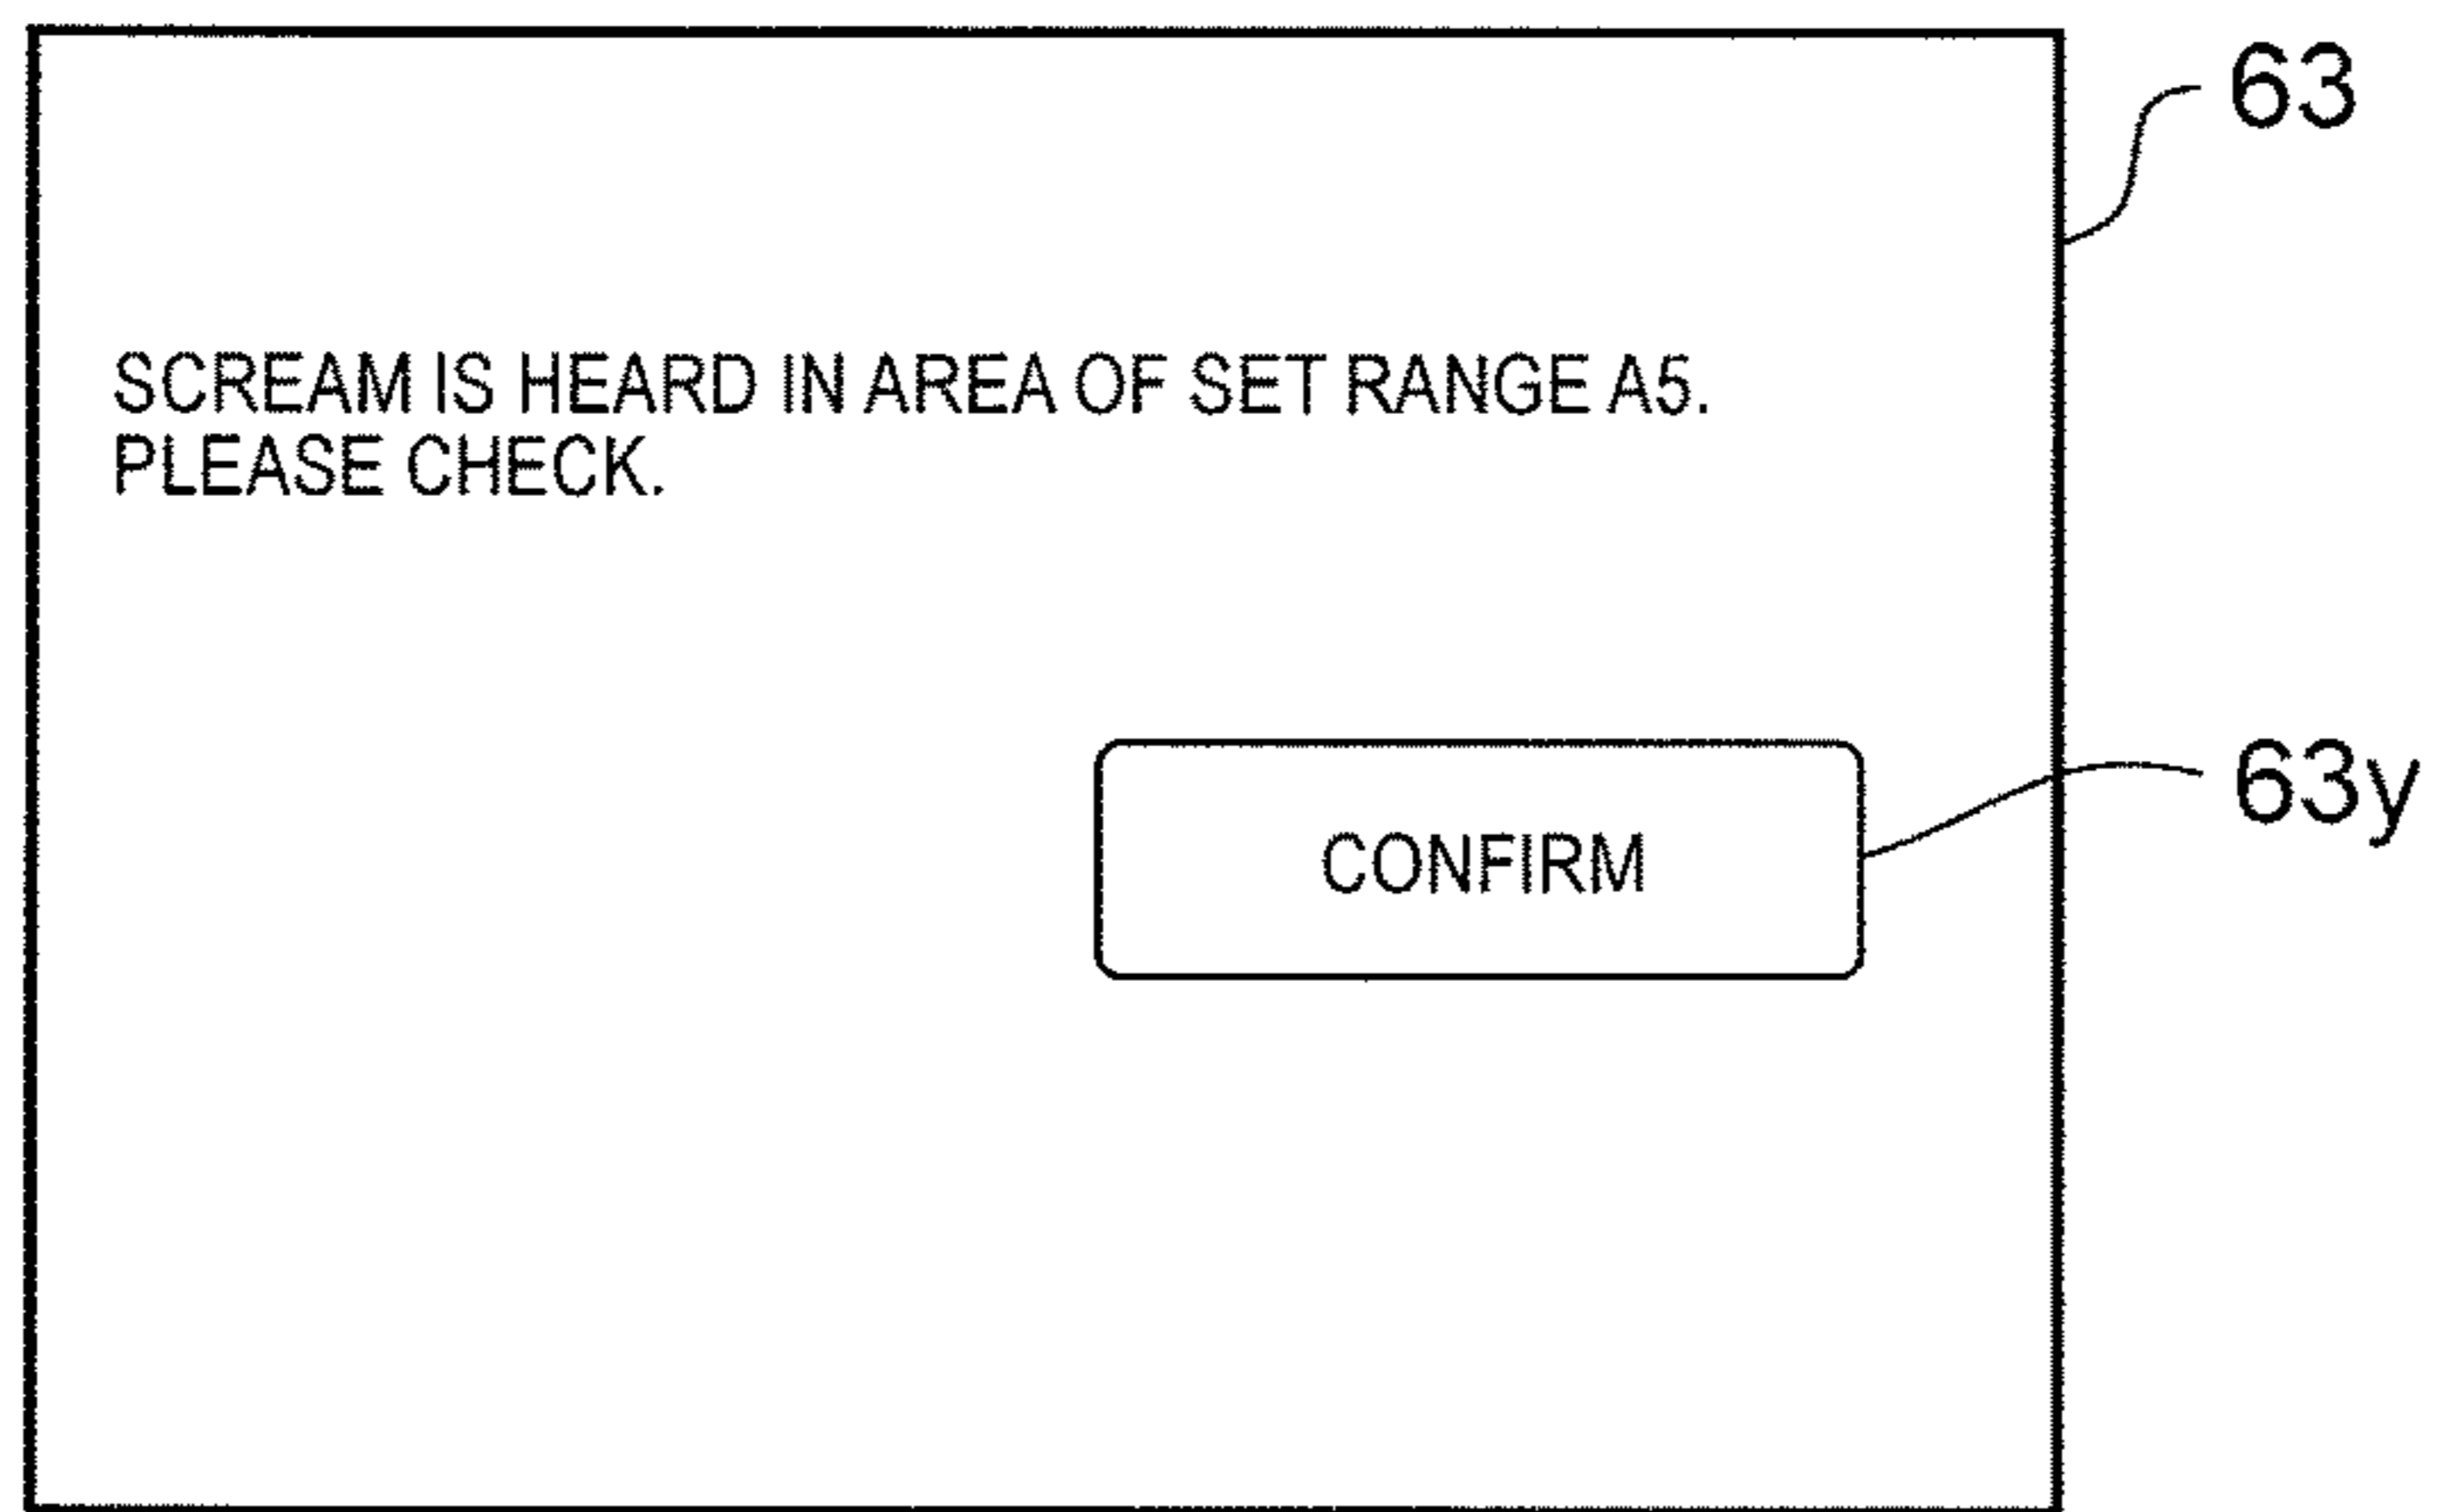 63
SCREAM IS HEARD IN AREA OF SET RANGE A5.
PLEASE CHECK.
63y
CONFIRM